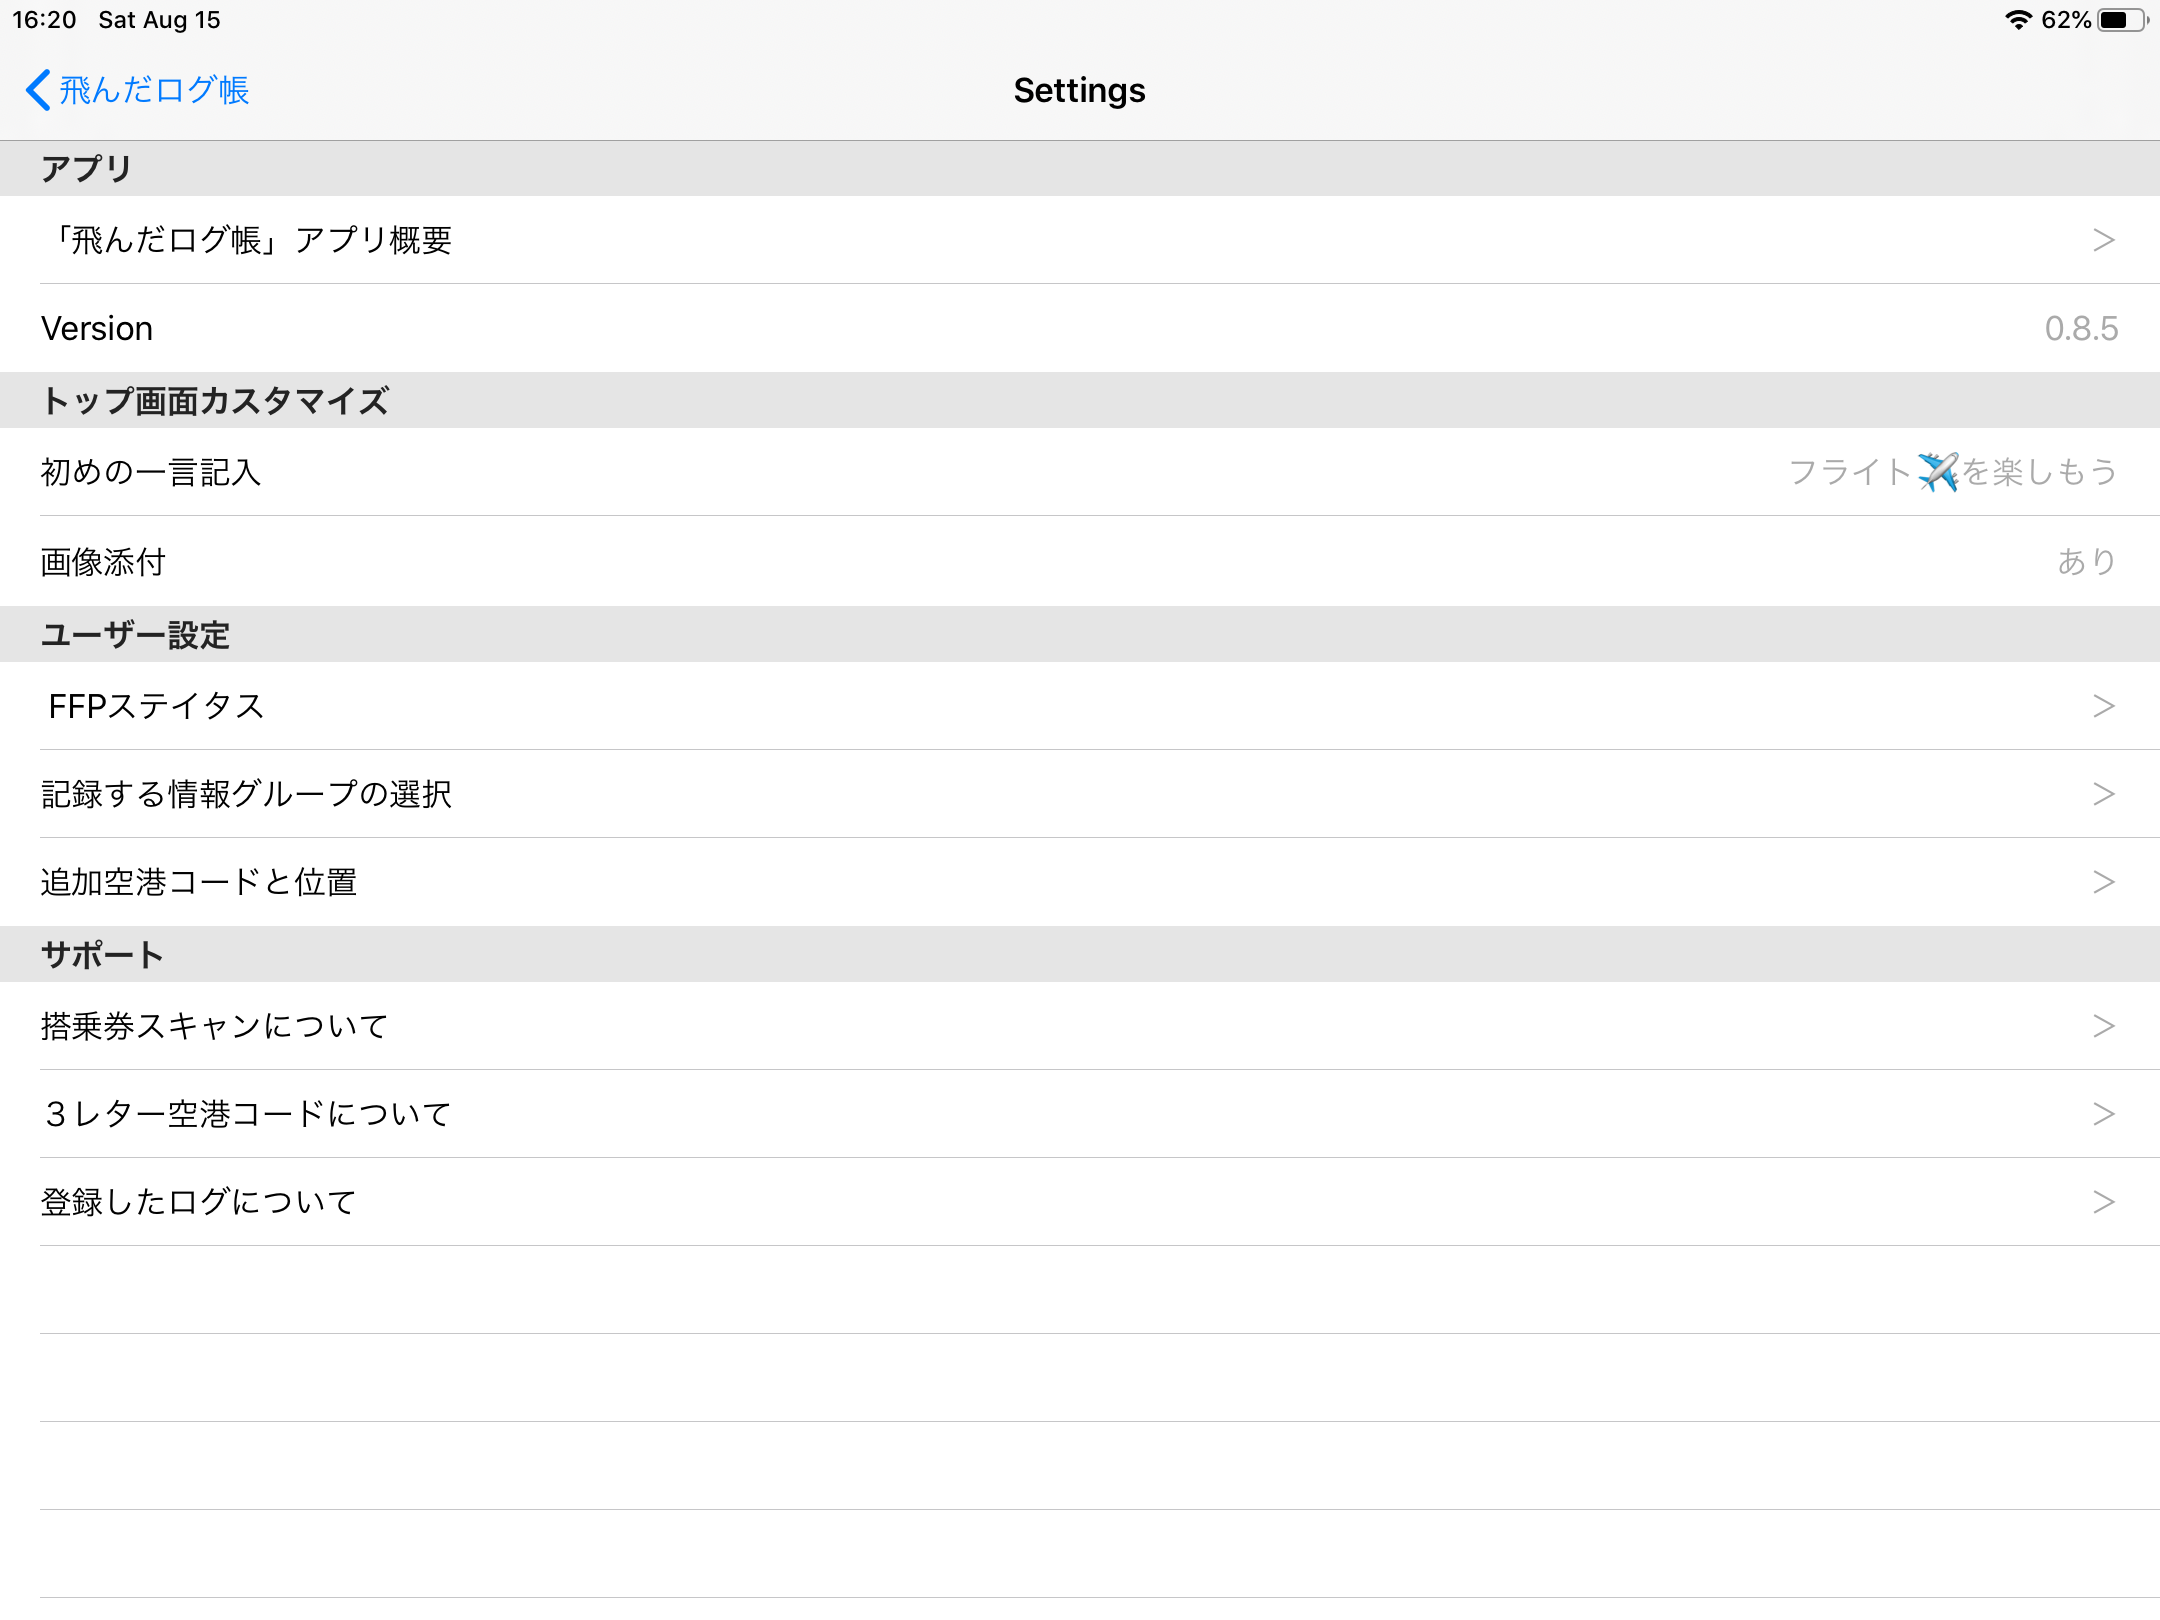 16:20 Sat Aug 15
62%
飛んだログ帳
Settings
アプリ
「飛んだログ帳」アプリ概要 >
Version 0.8.5
トップ画面カスタマイズ
初めの一言記入 フライト✈️を楽しもう
画像添付 あり
ユーザー設定
FFPステイタス >
記録する情報グループの選択 >
追加空港コードと位置 >
サポート
搭乗券スキャンについて >
３レター空港コードについて >
登録したログについて >